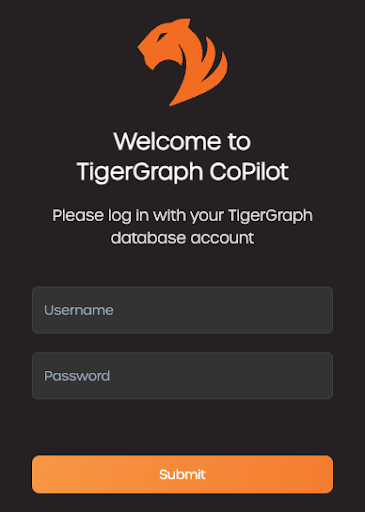 Welcome to
TigerGraph CoPilot
Please log in with your TigerGraph
database account
Username
Password
Submit